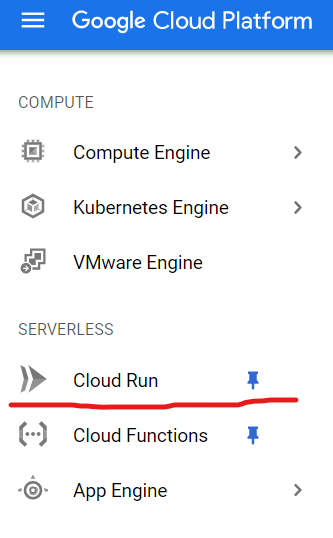 Google Cloud Platform
COMPUTE
Compute Engine
Kubernetes Engine
VMware Engine
SERVERLESS
Cloud Run
Cloud Functions
App Engine